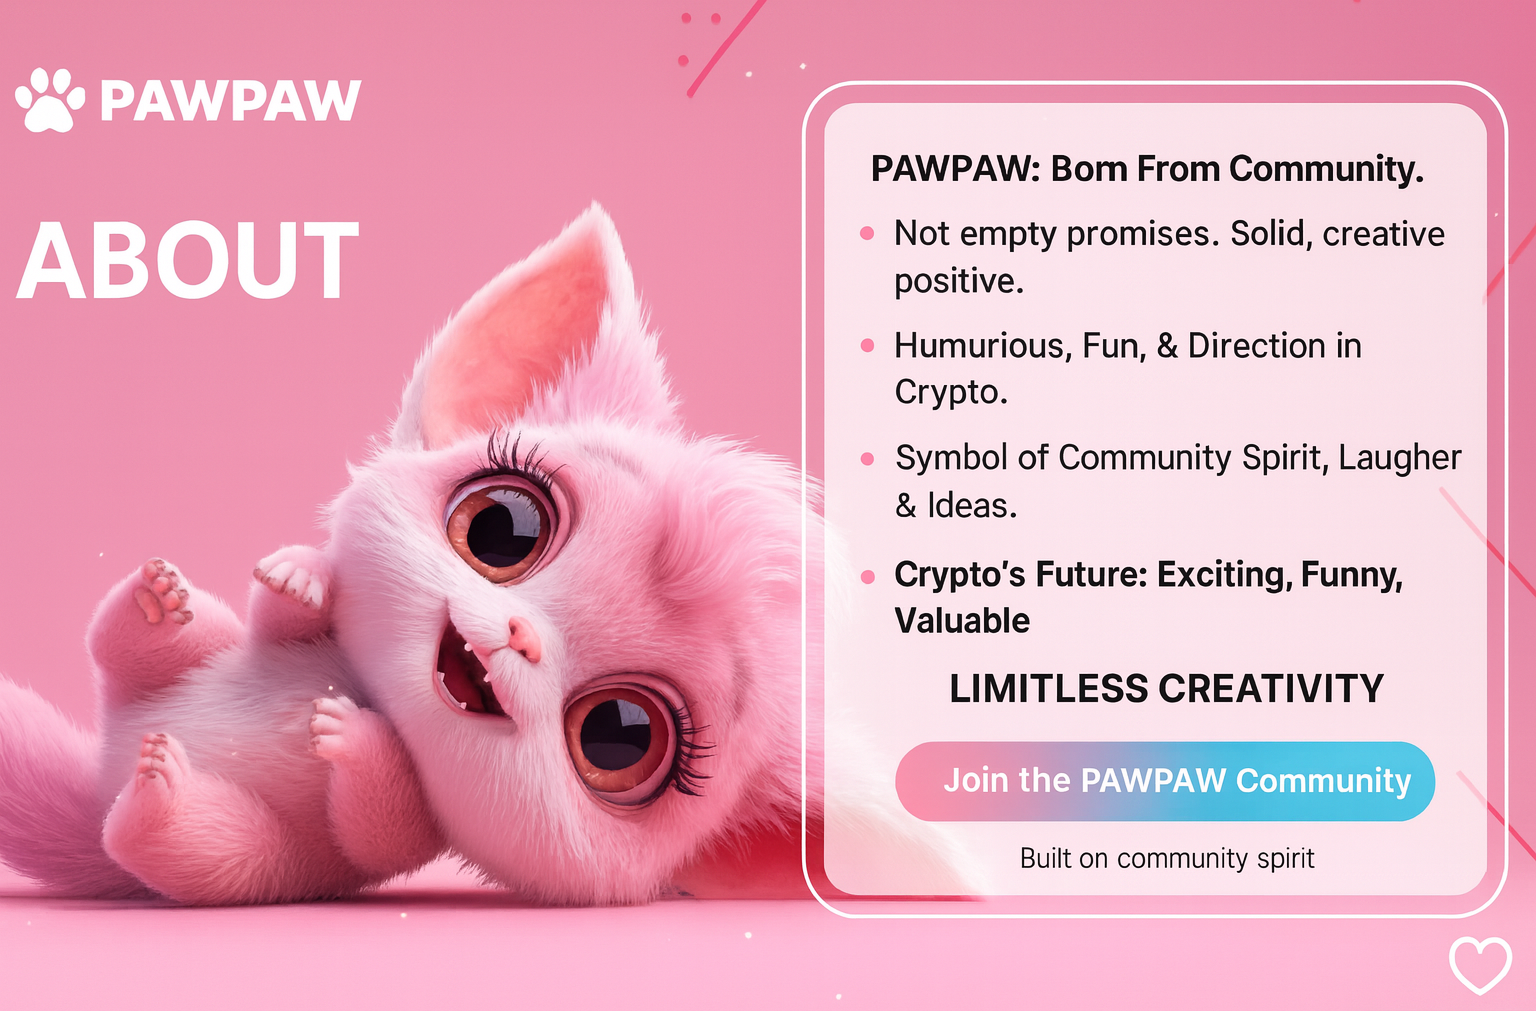 PAWPAW
ABOUT
PAWPAW: Born From Community.
Not empty promises. Solid, creative
positive.
Humurious, Fun, & Direction in
Crypto.
Symbol of Community Spirit, Laugher
& Ideas.
Crypto's Future: Exciting, Funny,
Valuable
LIMITLESS CREATIVITY
Join the PAWPAW Community
Built on community spirit